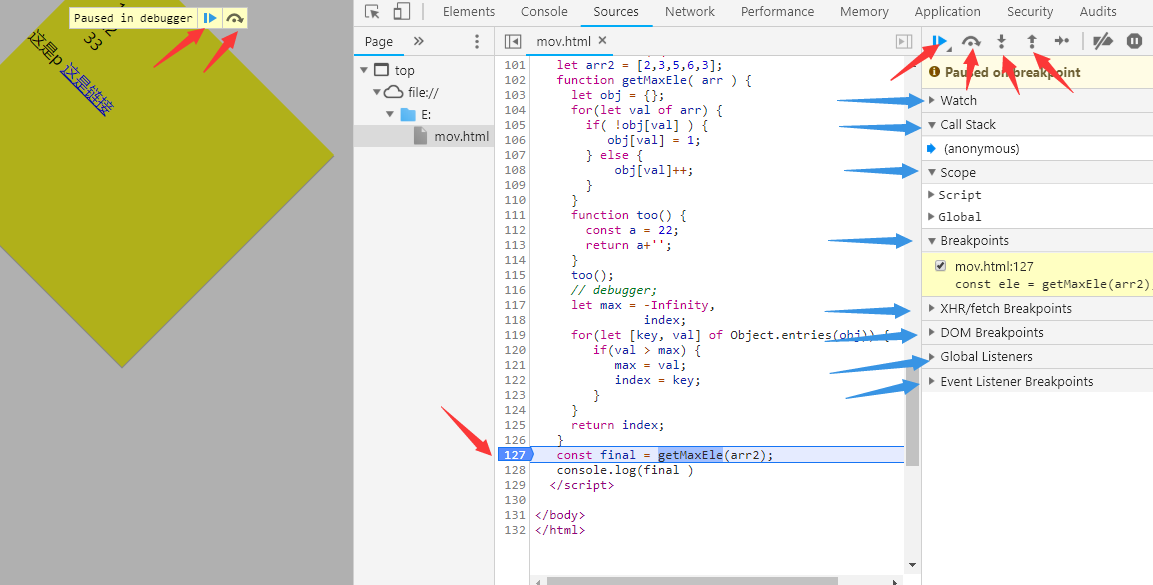 Paused in debugger
2
33
这是p 这是链接
Elements Console Sources Network Performance Memory Application Security Audits
Page »
mov.html ×
top
file://
E:
mov.html
101 let arr2 = [2,3,5,6,3];
102 function getMaxEle( arr ) {
103 let obj = {};
104 for(let val of arr) {
105 if( !obj[val] ) {
106 obj[val] = 1;
107 } else {
108 obj[val]++;
109 }
110 }
111 function too() {
112 const a = 22;
113 return a+'';
114 }
115 too();
116 // debugger;
117 let max = -Infinity,
118 index;
119 for(let [key, val] of Object.entries(obj)) {
120 if(val > max) {
121 max = val;
122 index = key;
123 }
124 }
125 return index;
126 }
127 const final = getMaxEle(arr2);
128 console.log(final )
129 </script>
130
131 </body>
132 </html>
Paused on breakpoint
Watch
Call Stack
(anonymous)
Scope
Script
Global
Breakpoints
mov.html:127
const ele = getMaxEle(arr2)
XHR/fetch Breakpoints
DOM Breakpoints
Global Listeners
Event Listener Breakpoints